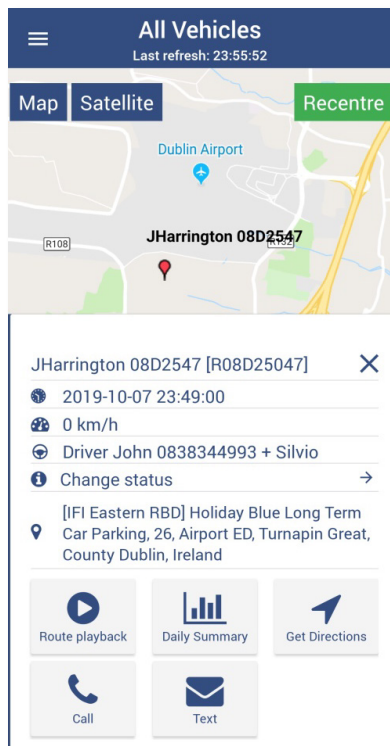 All Vehicles
Last refresh: 23:55:52
Map Satellite Recentre
Dublin Airport
JHarrington 08D2547
R108 R132
JHarrington 08D2547 [R08D25047]
2019-10-07 23:49:00
0 km/h
Driver John 0838344993 + Silvio
Change status
[IFI Eastern RBD] Holiday Blue Long Term
Car Parking, 26, Airport ED, Turnapin Great,
County Dublin, Ireland
Route playback Daily Summary Get Directions
Call Text